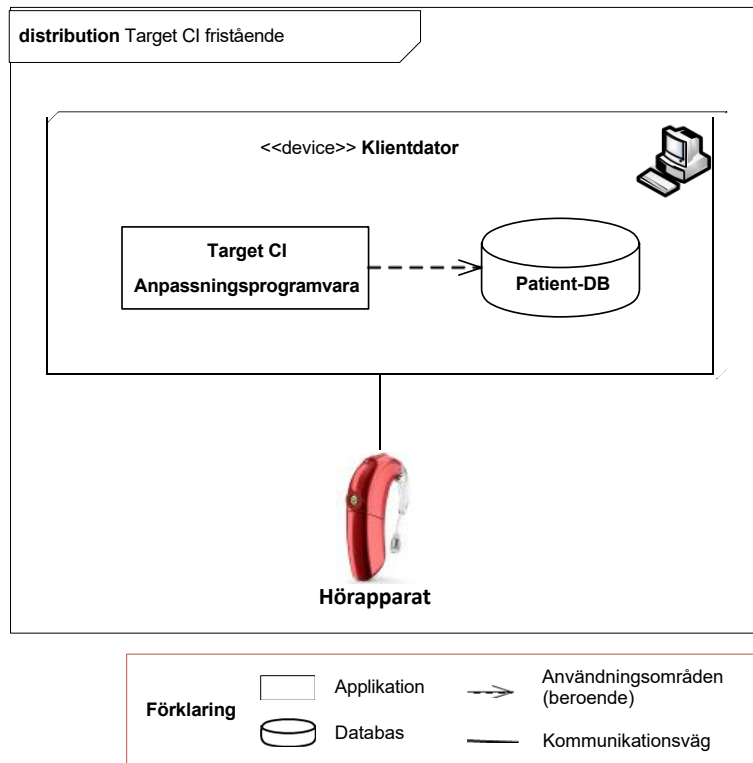 distribution Target CI fristående
<<device>> Klientdator
Target CI
Anpassningsprogramvara
Patient-DB
Hörapparat
Förklaring
Applikation
Databas
Användningsområden
(beroende)
Kommunikationsväg